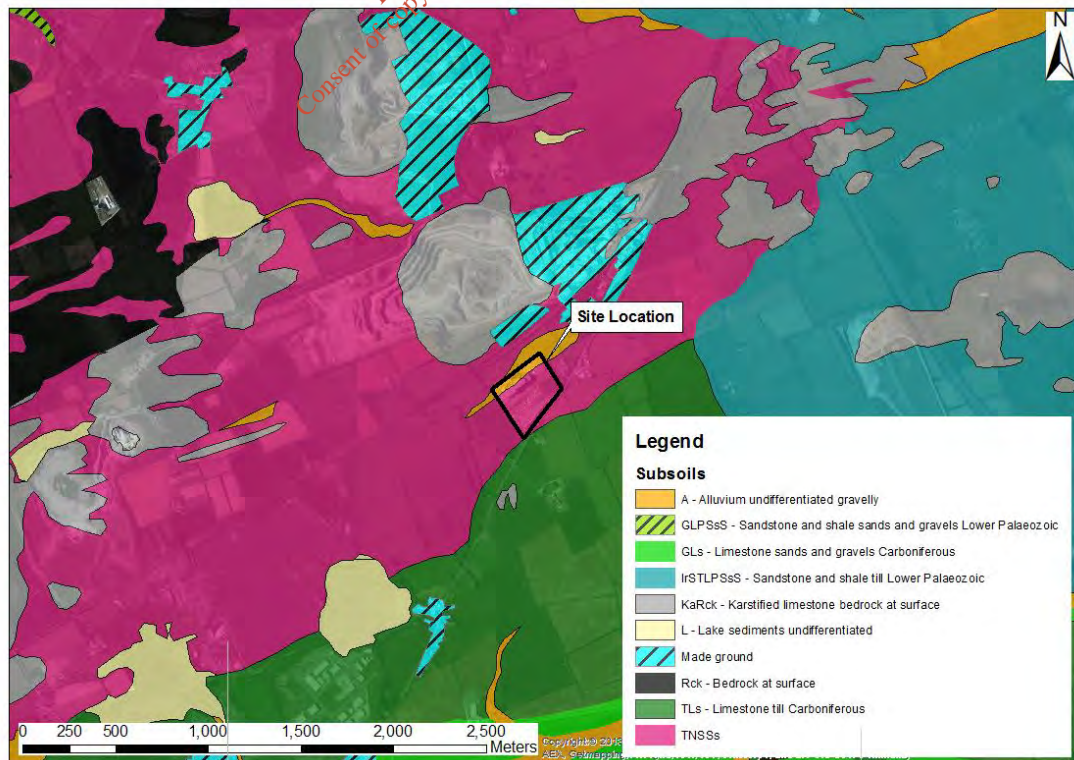 Consent of copy
N
Site Location
Legend
Subsoils
A - Alluvium undifferentiated gravelly
GLPSsS - Sandstone and shale sands and gravels Lower Palaeozoic
GLs - Limestone sands and gravels Carboniferous
IrSTLPSsS - Sandstone and shale till Lower Palaeozoic
KaRck - Karstified limestone bedrock at surface
L - Lake sediments undifferentiated
Made ground
Rck - Bedrock at surface
TLs - Limestone till Carboniferous
TNSSs
0 250 500 1,000 1,500 2,000 2,500
Meters
Copyright:© 201